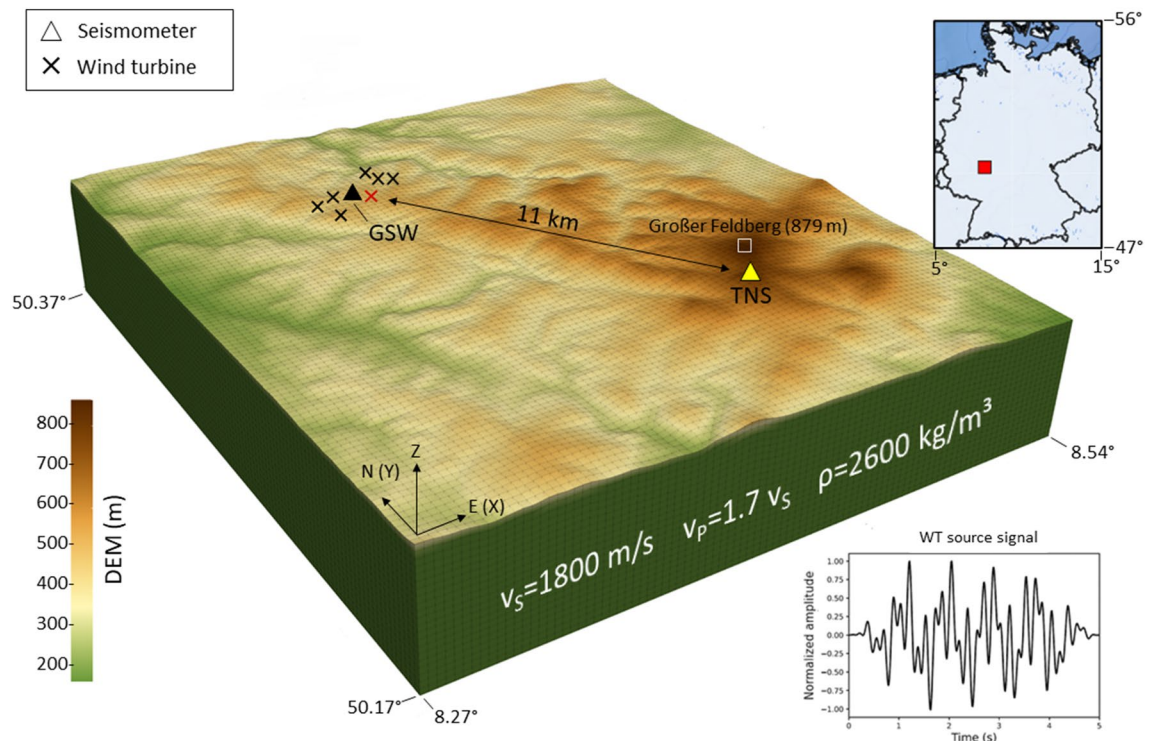 Seismometer
Wind turbine
56°
47°
5°
15°
11 km
Großer Feldberg (879 m)
GSW
TNS
50.37°
8.54°
50.17°
8.27°
DEM (m)
800
700
600
500
400
300
200
Z
N (Y)
E (X)
vS=1800 m/s vP=1.7 vS ρ=2600 kg/m³
WT source signal
Normalized amplitude
1.00
0.75
0.50
0.25
0.00
−0.25
−0.50
−0.75
−1.00
0 1 2 3 4 5
Time (s)